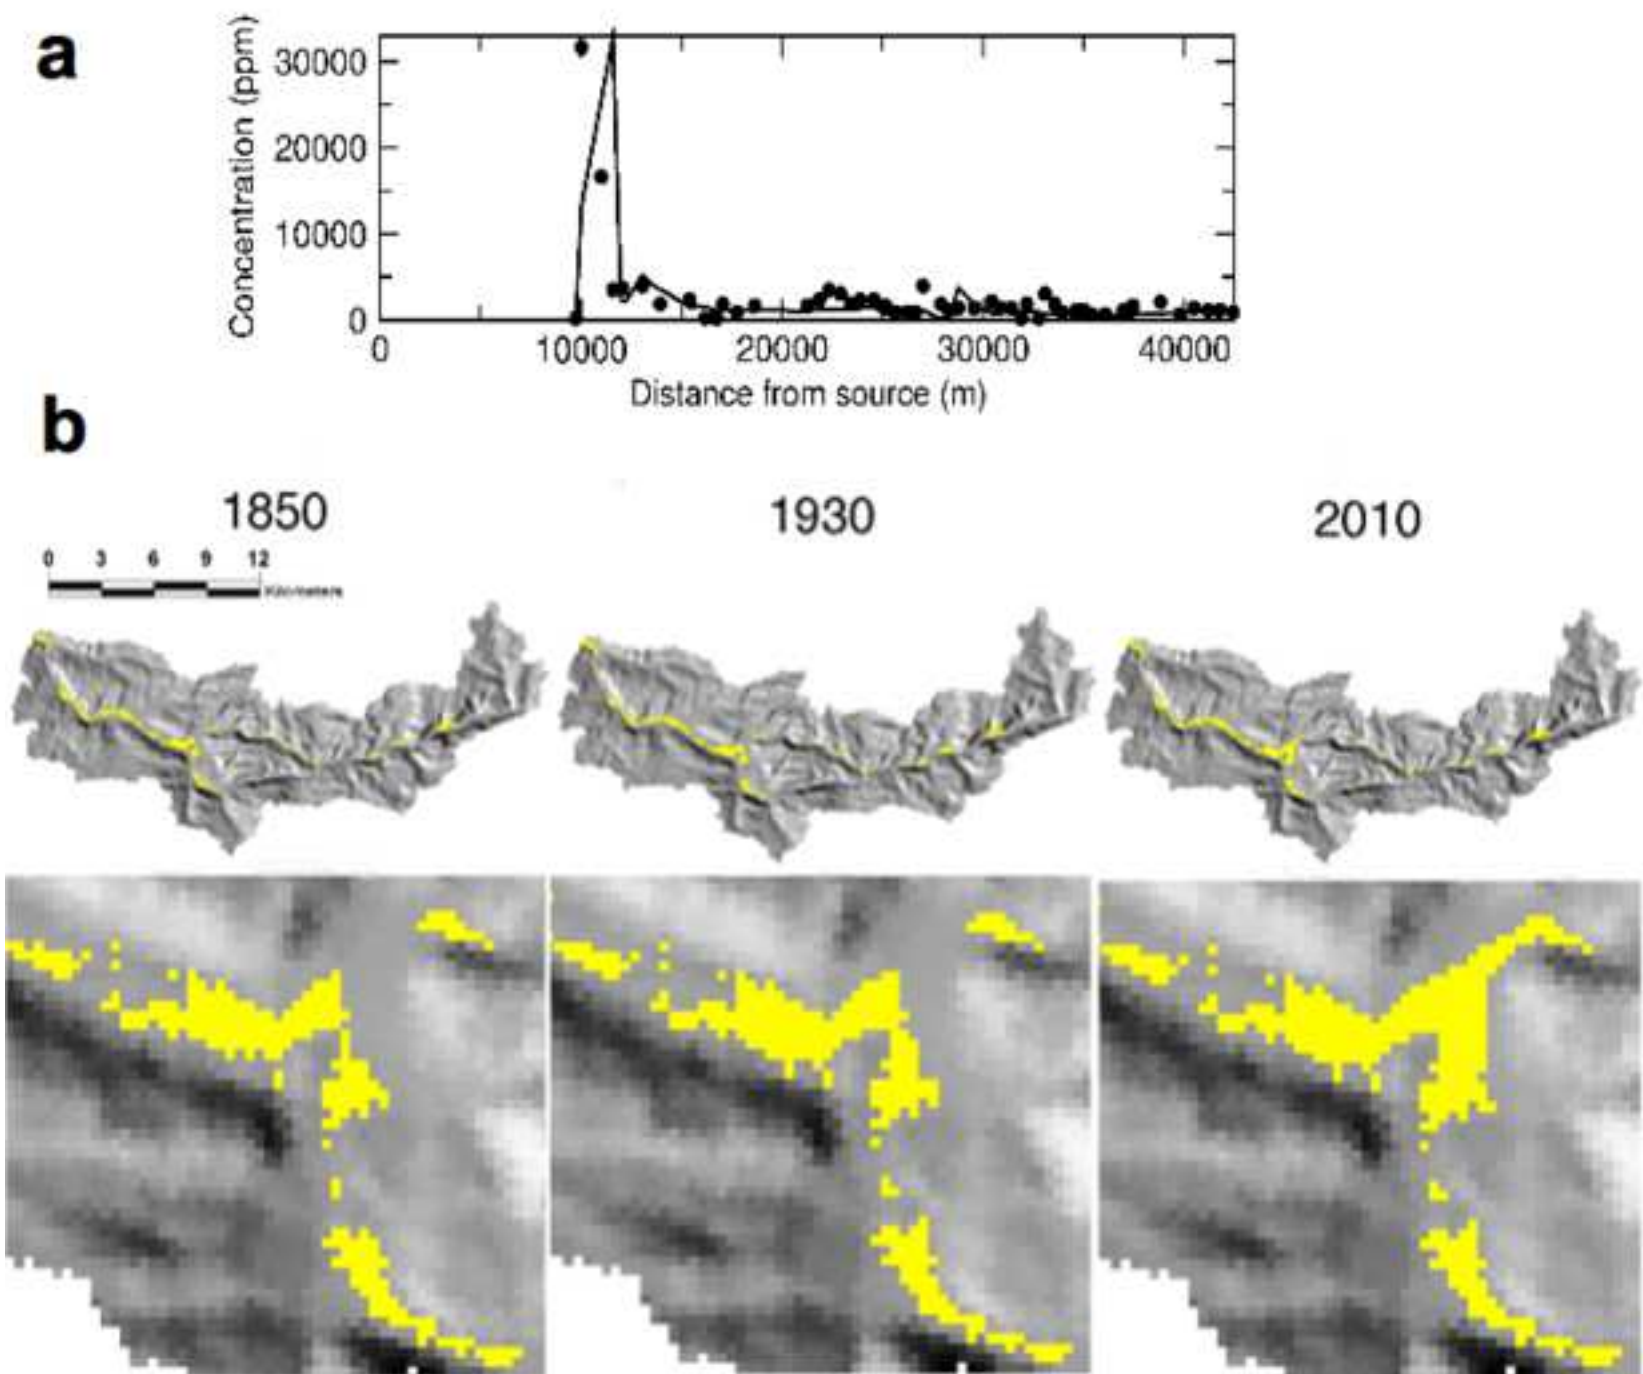 a
Concentration (ppm)
30000
20000
10000
0
0 10000 20000 30000 40000
Distance from source (m)
b
1850 1930 2010
0 3 6 9 12
Kilometers